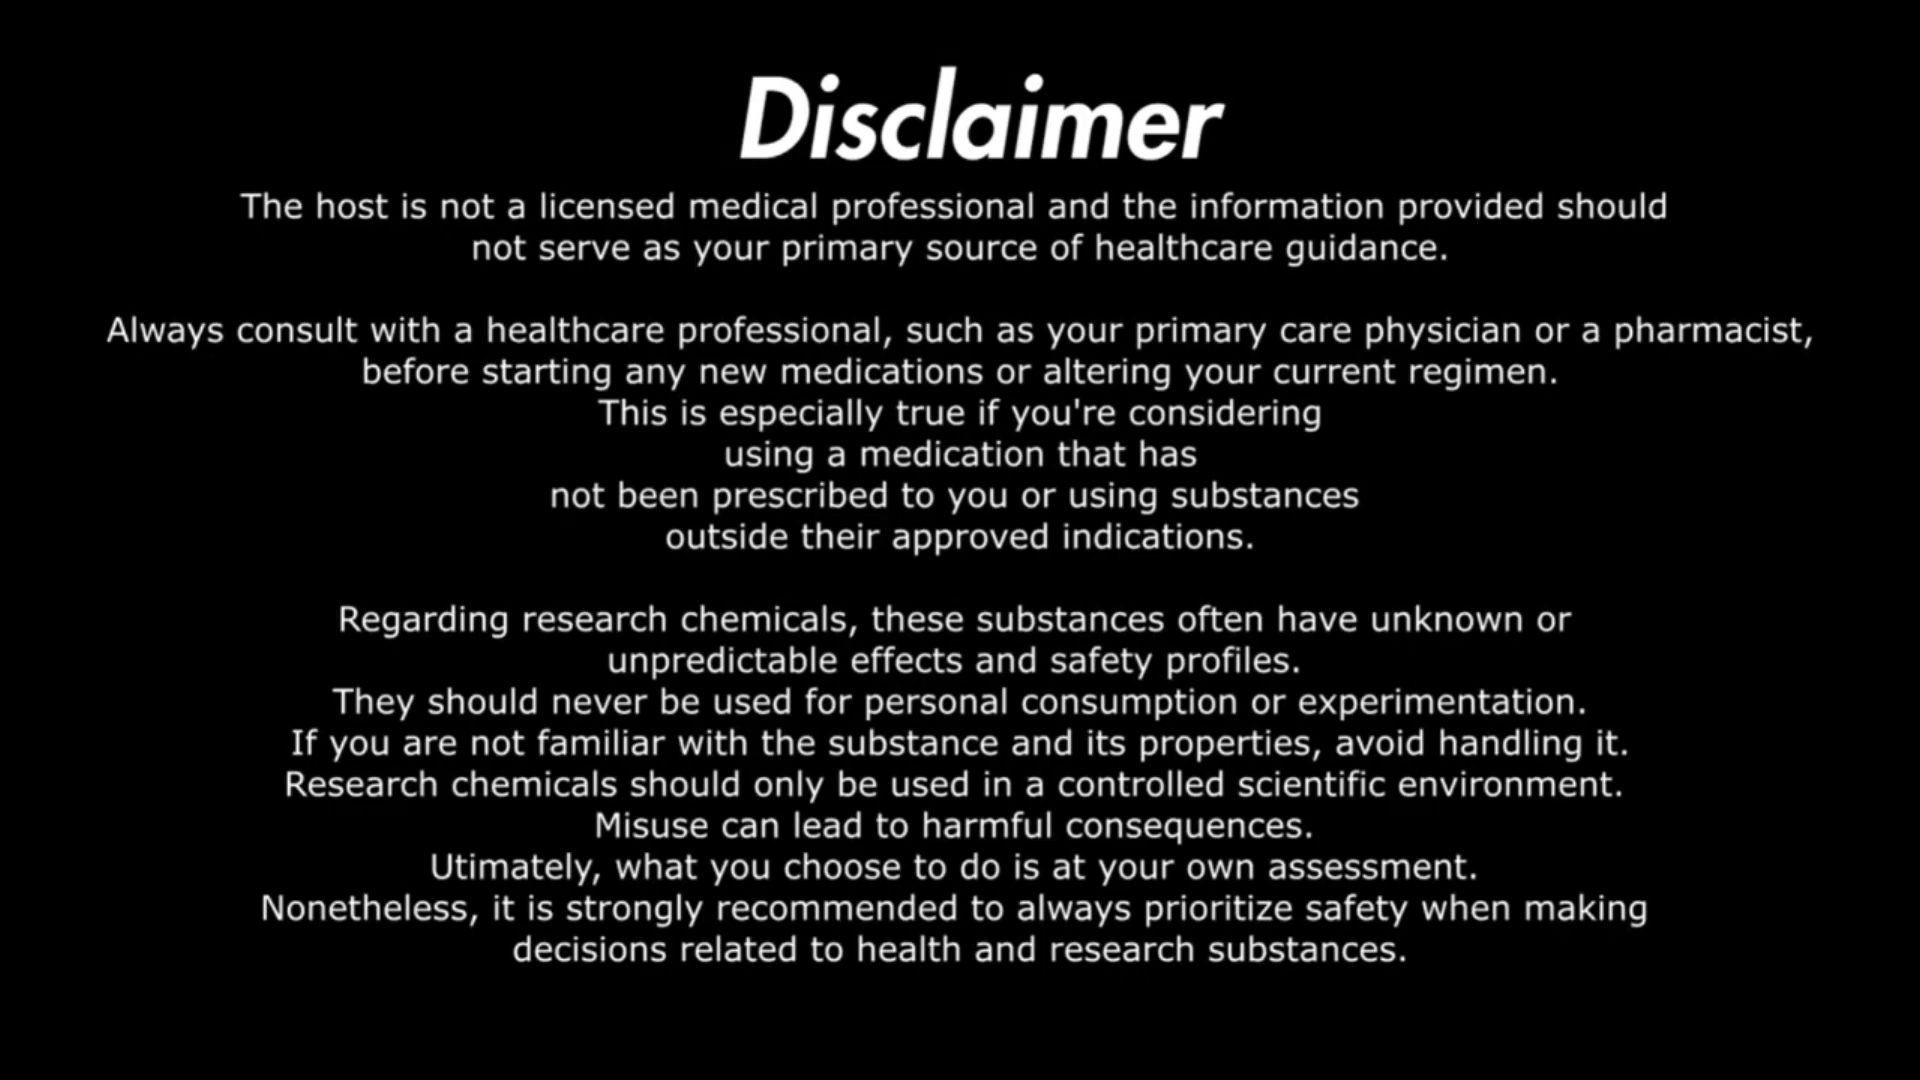 Disclaimer
The host is not a licensed medical professional and the information provided should
not serve as your primary source of healthcare guidance.
Always consult with a healthcare professional, such as your primary care physician or a pharmacist,
before starting any new medications or altering your current regimen.
This is especially true if you're considering
using a medication that has
not been prescribed to you or using substances
outside their approved indications.
Regarding research chemicals, these substances often have unknown or
unpredictable effects and safety profiles.
They should never be used for personal consumption or experimentation.
If you are not familiar with the substance and its properties, avoid handling it.
Research chemicals should only be used in a controlled scientific environment.
Misuse can lead to harmful consequences.
Utimately, what you choose to do is at your own assessment.
Nonetheless, it is strongly recommended to always prioritize safety when making
decisions related to health and research substances.